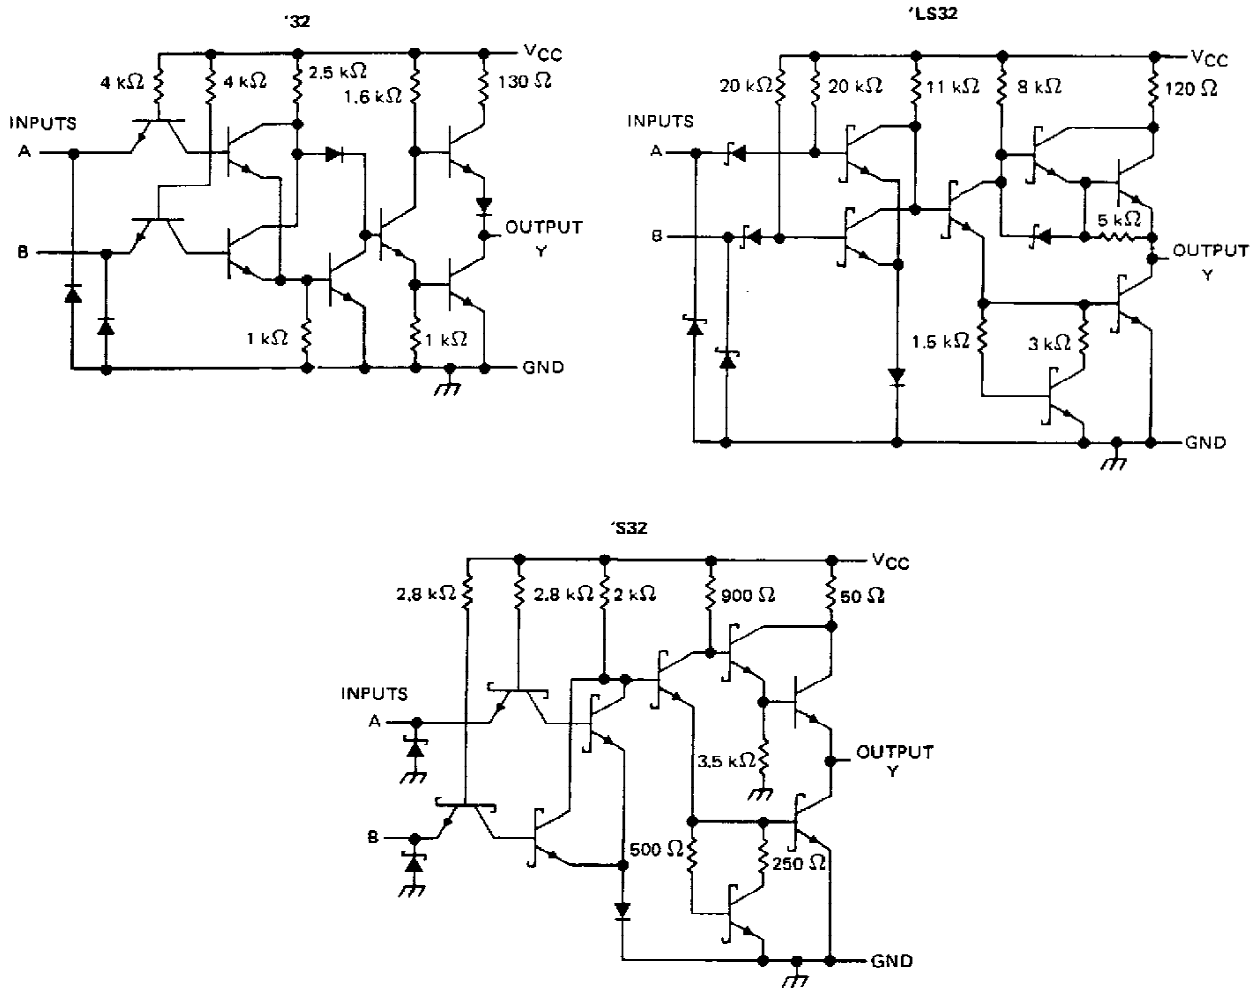 '32
VCC
4 kΩ
4 kΩ
2.5 kΩ
1.6 kΩ
130 Ω
INPUTS
A
B
OUTPUT
Y
1 kΩ
1 kΩ
GND
'LS32
VCC
20 kΩ
20 kΩ
11 kΩ
8 kΩ
120 Ω
INPUTS
A
B
5 kΩ
OUTPUT
Y
1.5 kΩ
3 kΩ
GND
'S32
VCC
2.8 kΩ
2.8 kΩ
2 kΩ
900 Ω
50 Ω
INPUTS
A
B
3.5 kΩ
OUTPUT
Y
500 Ω
250 Ω
GND